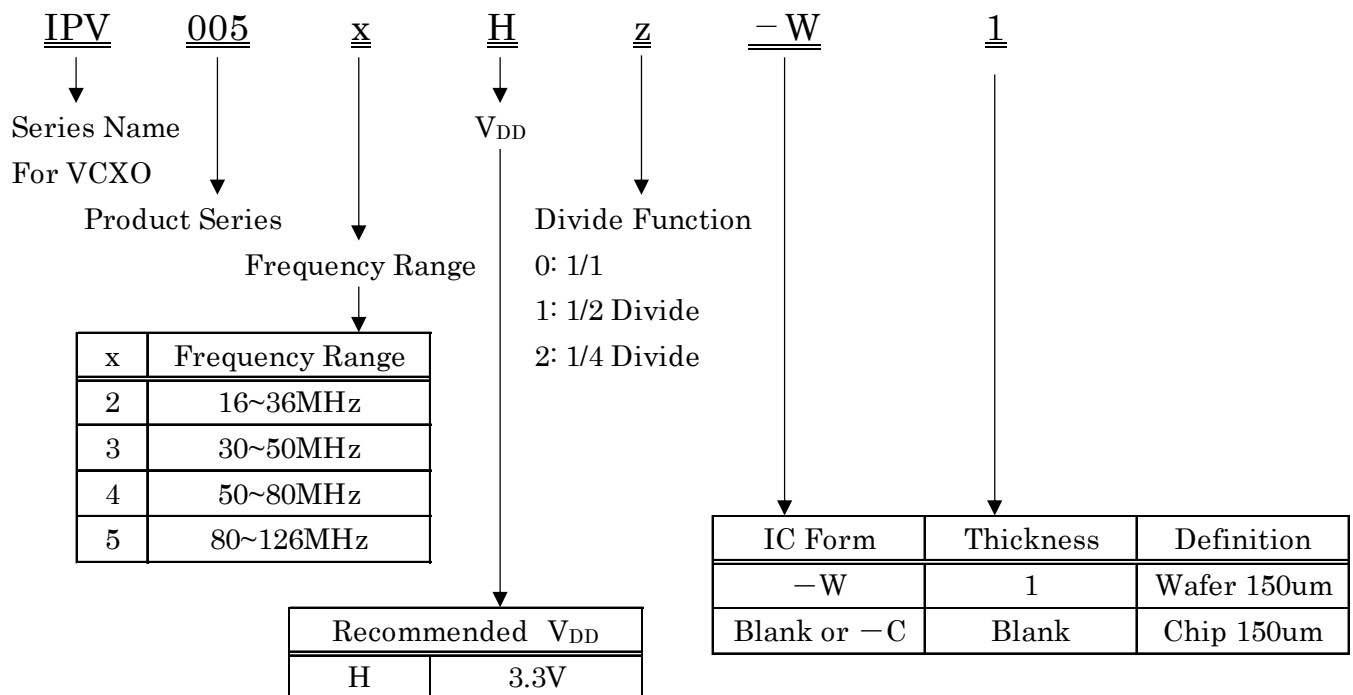 IPV 005 x H z －W 1
Series Name
For VCXO
VDD
Product Series
Divide Function
Frequency Range
0: 1/1
1: 1/2 Divide
2: 1/4 Divide
x Frequency Range
2 16~36MHz
3 30~50MHz
4 50~80MHz
5 80~126MHz
IC Form Thickness Definition
－W 1 Wafer 150um
Blank or －C Blank Chip 150um
Recommended VDD
H 3.3V